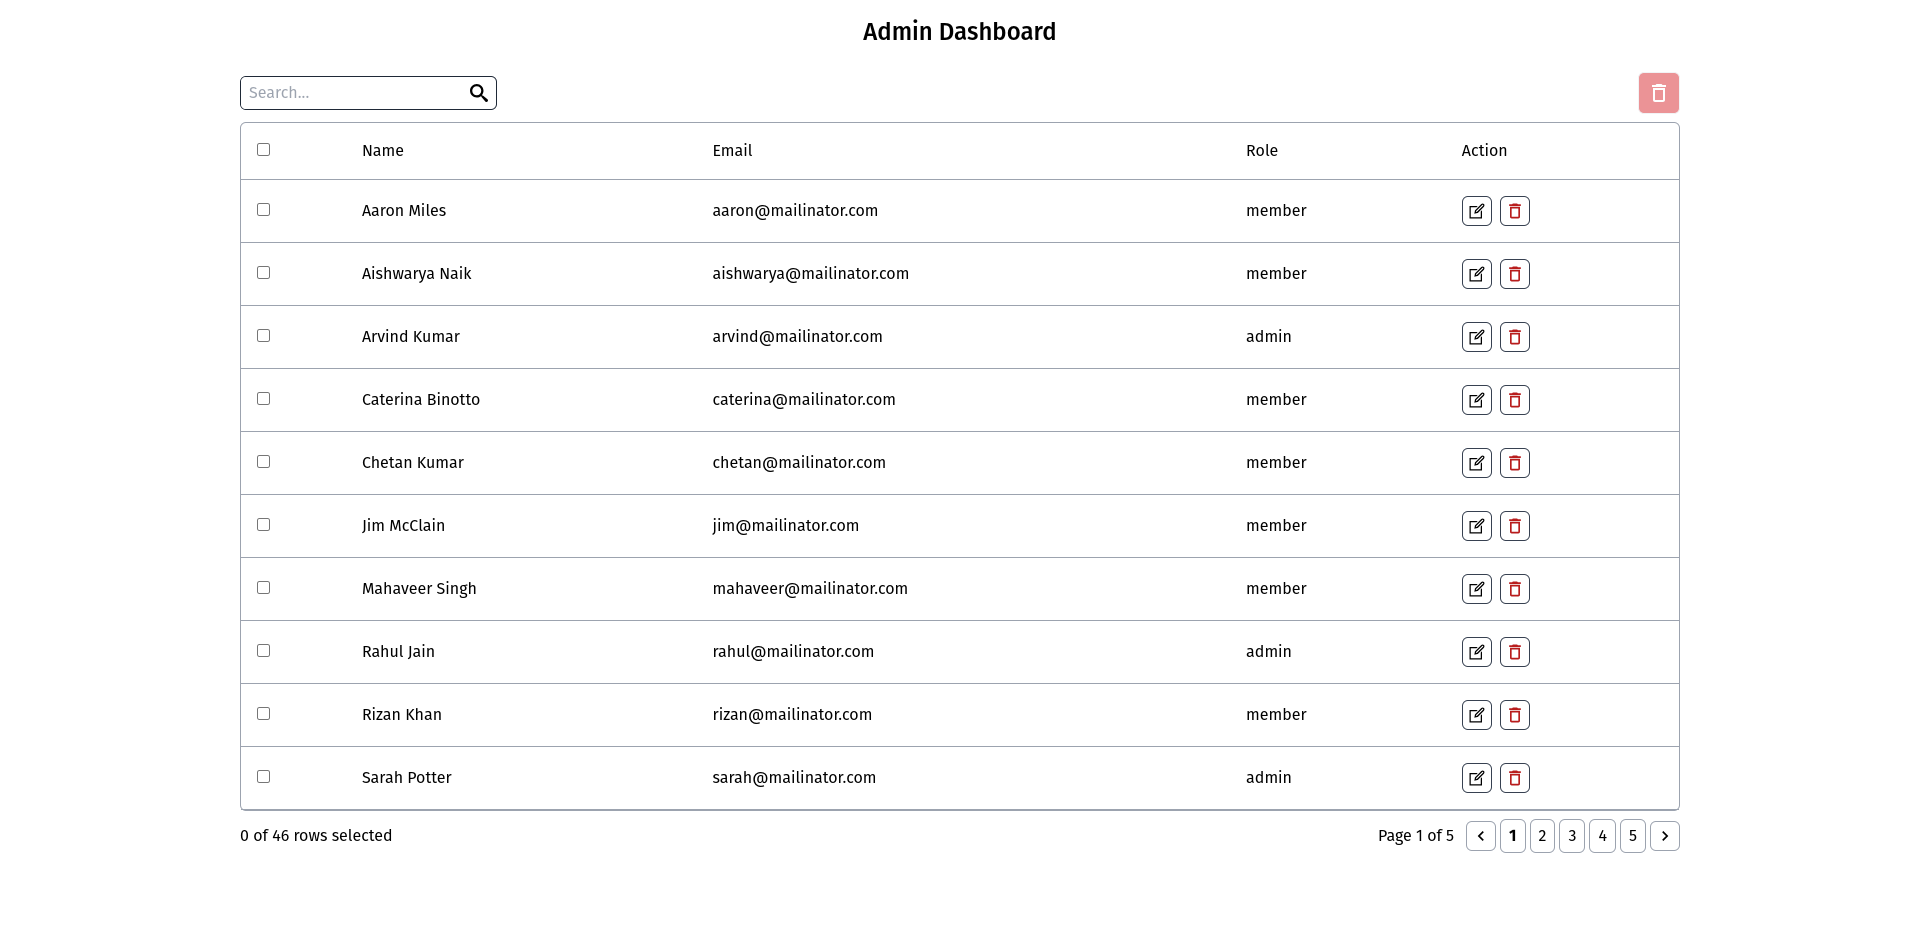 Admin Dashboard
Search...
Name Email Role Action
Aaron Miles aaron@mailinator.com member
Aishwarya Naik aishwarya@mailinator.com member
Arvind Kumar arvind@mailinator.com admin
Caterina Binotto caterina@mailinator.com member
Chetan Kumar chetan@mailinator.com member
Jim McClain jim@mailinator.com member
Mahaveer Singh mahaveer@mailinator.com member
Rahul Jain rahul@mailinator.com admin
Rizan Khan rizan@mailinator.com member
Sarah Potter sarah@mailinator.com admin
0 of 46 rows selected Page 1 of 5 1 2 3 4 5